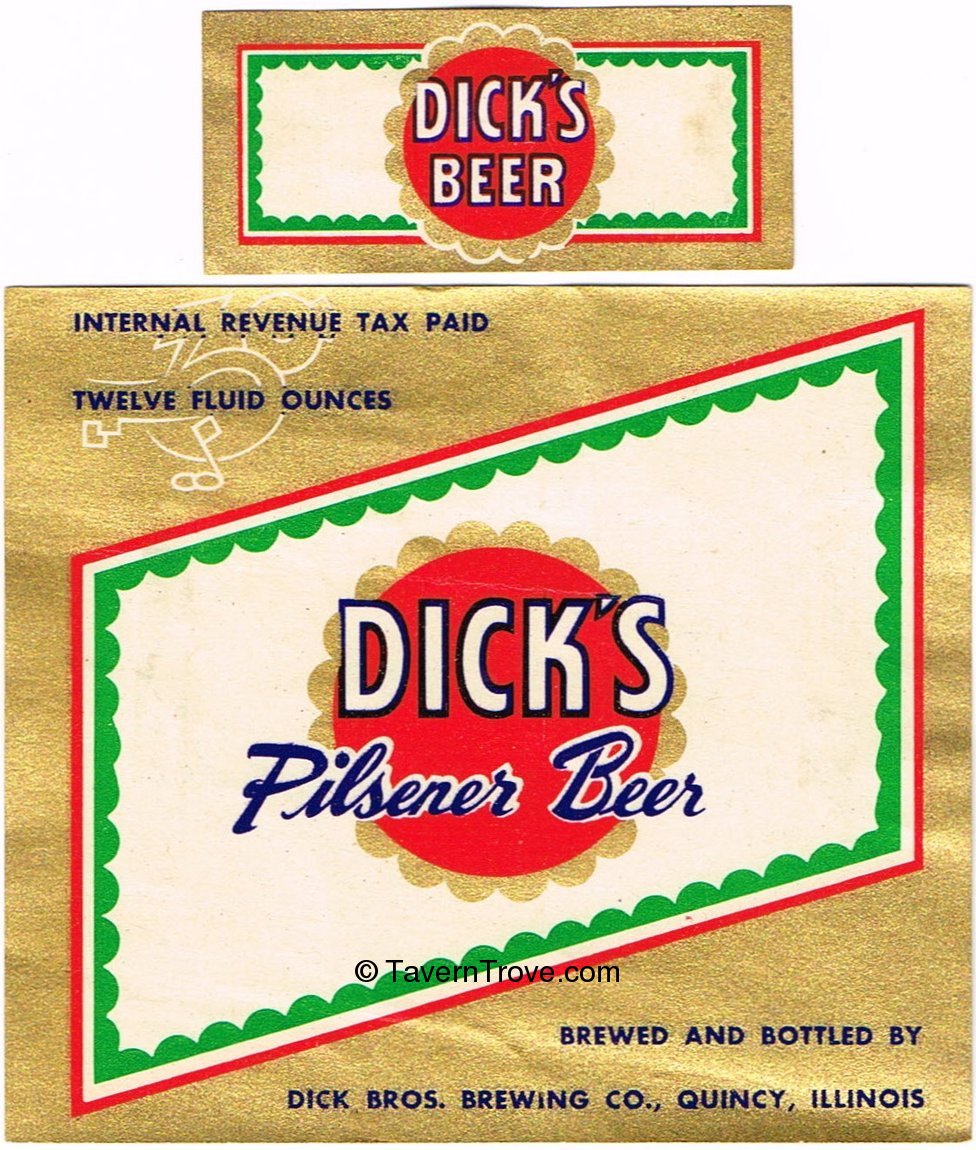 DICK'S
BEER
INTERNAL REVENUE TAX PAID
TWELVE FLUID OUNCES
DICK'S
Pilsener Beer
© TavernTrove.com
BREWED AND BOTTLED BY
DICK BROS. BREWING CO., QUINCY, ILLINOIS